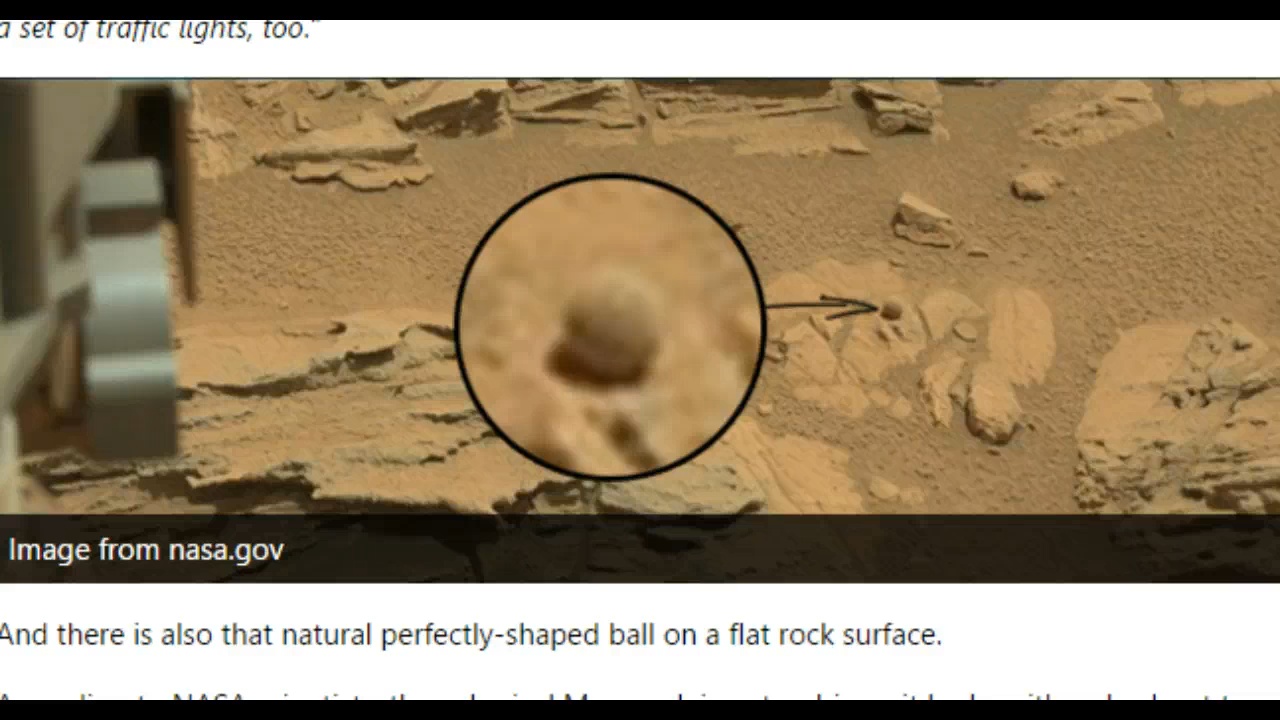 a set of traffic lights, too."
Image from nasa.gov
And there is also that natural perfectly-shaped ball on a flat rock surface.